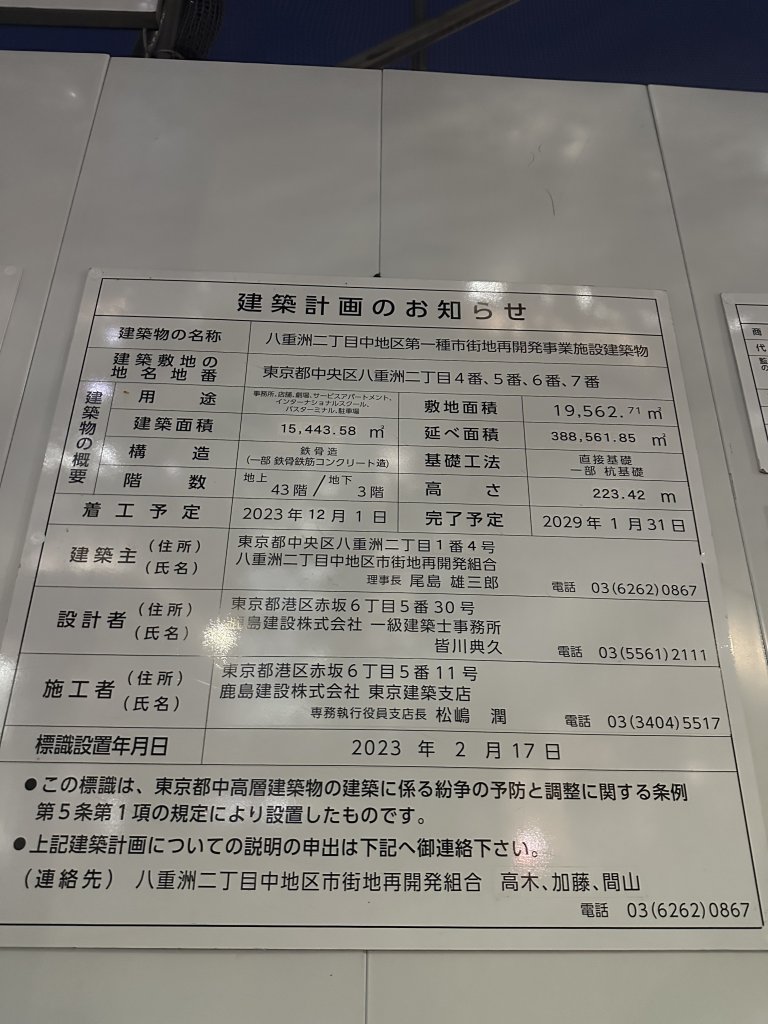 建築計画のお知らせ
建築物の名称 八重洲二丁目中地区第一種市街地再開発事業施設建築物
建築敷地の
地名地番 東京都中央区八重洲二丁目4番、5番、6番、7番
建築物の概要
用途 事務所、店舗、劇場、サービスアパートメント、
インターナショナルスクール、
バスターミナル、駐車場
敷地面積 19,562.71㎡
建築面積 15,443.58 ㎡
延べ面積 388,561.85 ㎡
構造 鉄骨造
(一部 鉄骨鉄筋コンクリート造)
基礎工法 直接基礎
一部 杭基礎
階数 地上43階/地下3階
高さ 223.42 m
着工予定 2023年12月1日
完了予定 2029年1月31日
建築主 (住所) 東京都中央区八重洲二丁目1番4号
(氏名) 八重洲二丁目中地区市街地再開発組合
理事長 尾島 雄三郎 電話 03(6262)0867
設計者 (住所) 東京都港区赤坂6丁目5番30号
(氏名) 鹿島建設株式会社 一級建築士事務所
皆川典久 電話 03(5561)2111
施工者 (住所) 東京都港区赤坂6丁目5番11号
(氏名) 鹿島建設株式会社 東京建築支店
専務執行役員支店長 松嶋 潤 電話 03(3404)5517
標識設置年月日 2023 年 2 月 17 日
●この標識は、東京都中高層建築物の建築に係る紛争の予防と調整に関する条例
第5条第1項の規定により設置したものです。
●上記建築計画についての説明の申出は下記へ御連絡下さい。
(連絡先) 八重洲二丁目中地区市街地再開発組合 高木、加藤、間山
電話 03(6262)0867
商
代